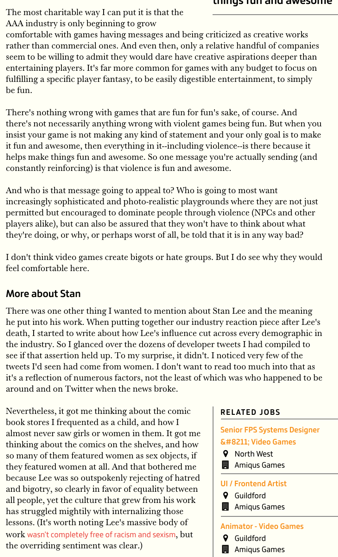 things fun and awesome
The most charitable way I can put it is that the
AAA industry is only beginning to grow
comfortable with games having messages and being criticized as creative works
rather than commercial ones. And even then, only a relative handful of companies
seem to be willing to admit they would dare have creative aspirations deeper than
entertaining players. It's far more common for games with any budget to focus on
fulfilling a specific player fantasy, to be easily digestible entertainment, to simply
be fun.
There's nothing wrong with games that are fun for fun's sake, of course. And
there's not necessarily anything wrong with violent games being fun. But when you
insist your game is not making any kind of statement and your only goal is to make
it fun and awesome, then everything in it--including violence--is there because it
helps make things fun and awesome. So one message you're actually sending (and
constantly reinforcing) is that violence is fun and awesome.
And who is that message going to appeal to? Who is going to most want
increasingly sophisticated and photo-realistic playgrounds where they are not just
permitted but encouraged to dominate people through violence (NPCs and other
players alike), but can also be assured that they won't have to think about what
they're doing, or why, or perhaps worst of all, be told that it is in any way bad?
I don't think video games create bigots or hate groups. But I do see why they would
feel comfortable here.
More about Stan
There was one other thing I wanted to mention about Stan Lee and the meaning
he put into his work. When putting together our industry reaction piece after Lee's
death, I started to write about how Lee's influence cut across every demographic in
the industry. So I glanced over the dozens of developer tweets I had compiled to
see if that assertion held up. To my surprise, it didn't. I noticed very few of the
tweets I'd seen had come from women. I don't want to read too much into that as
it's a reflection of numerous factors, not the least of which was who happened to be
around and on Twitter when the news broke.
Nevertheless, it got me thinking about the comic
book stores I frequented as a child, and how I
almost never saw girls or women in them. It got me
thinking about the comics on the shelves, and how
so many of them featured women as sex objects, if
they featured women at all. And that bothered me
because Lee was so outspokenly rejecting of hatred
and bigotry, so clearly in favor of equality between
all people, yet the culture that grew from his work
has struggled mightily with internalizing those
lessons. (It's worth noting Lee's massive body of
work wasn't completely free of racism and sexism, but
the overriding sentiment was clear.)
RELATED JOBS
Senior FPS Systems Designer
&#8211; Video Games
North West
Amiqus Games
UI / Frontend Artist
Guildford
Amiqus Games
Animator - Video Games
Guildford
Amiqus Games